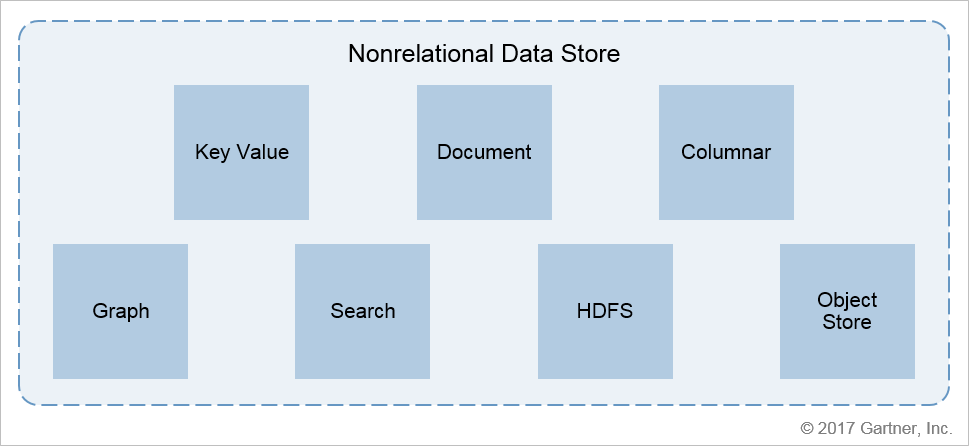 Nonrelational Data Store
Key Value
Document
Columnar
Graph
Search
HDFS
Object
Store
© 2017 Gartner, Inc.